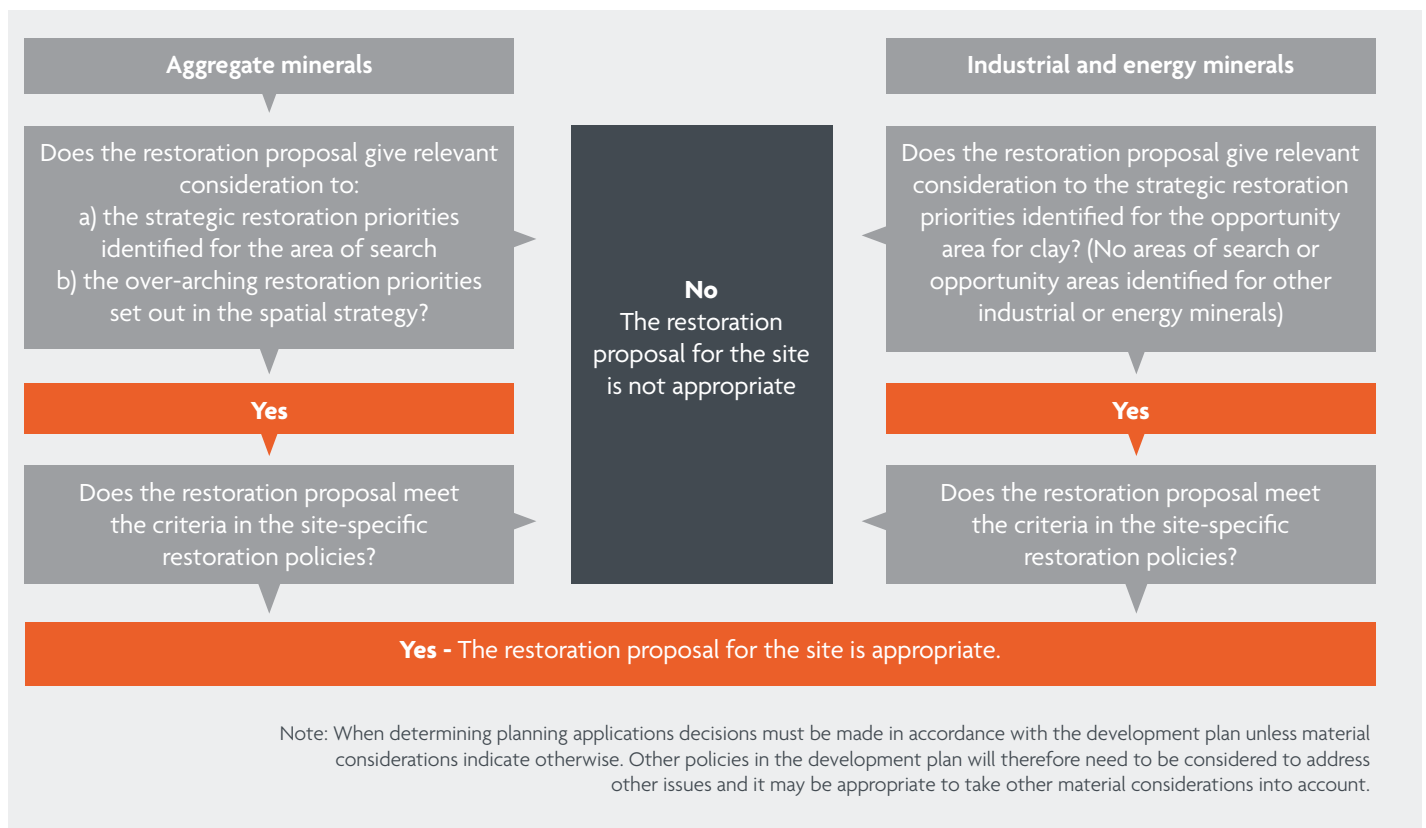 Aggregate minerals
Does the restoration proposal give relevant
consideration to:
a) the strategic restoration priorities
identified for the area of search
b) the over-arching restoration priorities
set out in the spatial strategy?
Yes
Does the restoration proposal meet
the criteria in the site-specific
restoration policies?
No
The restoration
proposal for the site
is not appropriate
Industrial and energy minerals
Does the restoration proposal give relevant
consideration to the strategic restoration
priorities identified for the opportunity
area for clay? (No areas of search or
opportunity areas identified for other
industrial or energy minerals)
Yes
Does the restoration proposal meet
the criteria in the site-specific
restoration policies?
Yes - The restoration proposal for the site is appropriate.
Note: When determining planning applications decisions must be made in accordance with the development plan unless material
considerations indicate otherwise. Other policies in the development plan will therefore need to be considered to address
other issues and it may be appropriate to take other material considerations into account.